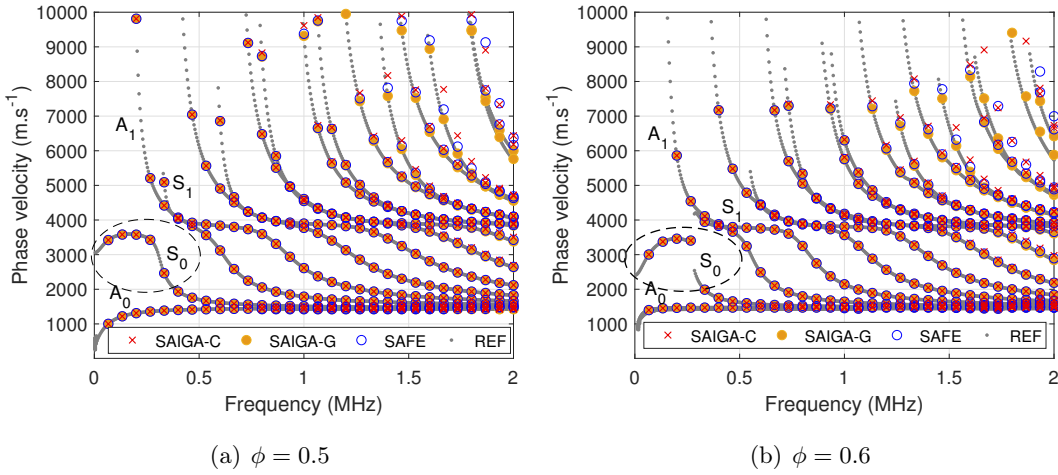 10000
9000
8000
7000
6000
5000
4000
3000
2000
1000
Phase velocity (m.s⁻¹)
A₁
S₁
S₀
A₀
SAIGA-C SAIGA-G SAFE REF
0 0.5 1 1.5 2
Frequency (MHz)
(a) ϕ = 0.5
10000
9000
8000
7000
6000
5000
4000
3000
2000
1000
Phase velocity (m.s⁻¹)
A₁
S₁
S₀
A₀
SAIGA-C SAIGA-G SAFE REF
0 0.5 1 1.5 2
Frequency (MHz)
(b) ϕ = 0.6